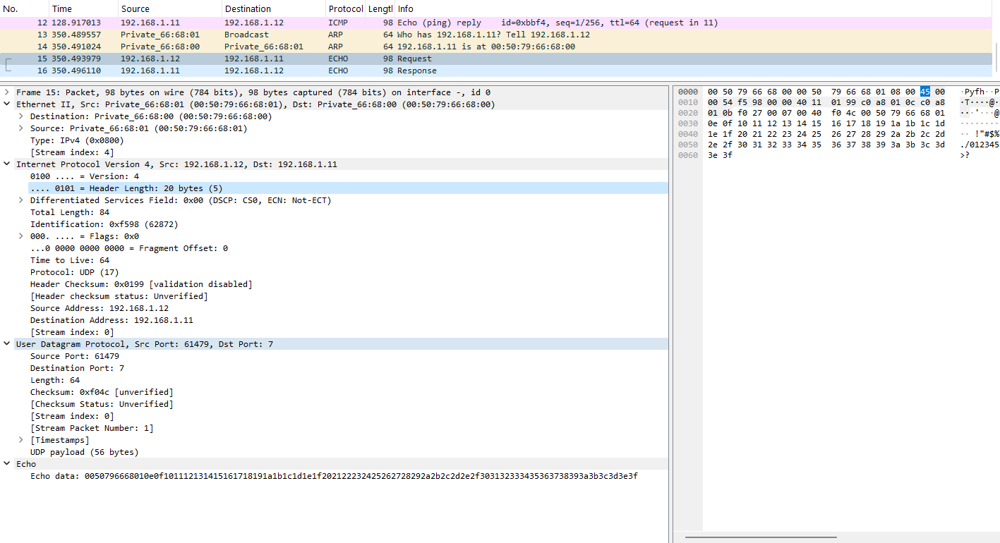 No. Time Source Destination Protocol Lengtl Info
12 128.917013 192.168.1.11 192.168.1.12 ICMP 98 Echo (ping) reply id=0xbbf4, seq=1/256, ttl=64 (request in 11)
13 350.489557 Private_66:68:01 Broadcast ARP 64 Who has 192.168.1.11? Tell 192.168.1.12
14 350.491024 Private_66:68:00 Private_66:68:01 ARP 64 192.168.1.11 is at 00:50:79:66:68:00
15 350.493979 192.168.1.12 192.168.1.11 ECHO 98 Request
16 350.496110 192.168.1.11 192.168.1.12 ECHO 98 Response
Frame 15: Packet, 98 bytes on wire (784 bits), 98 bytes captured (784 bits) on interface -, id 0
Ethernet II, Src: Private_66:68:01 (00:50:79:66:68:01), Dst: Private_66:68:00 (00:50:79:66:68:00)
Destination: Private_66:68:00 (00:50:79:66:68:00)
Source: Private_66:68:01 (00:50:79:66:68:01)
Type: IPv4 (0x0800)
[Stream index: 4]
Internet Protocol Version 4, Src: 192.168.1.12, Dst: 192.168.1.11
0100 .... = Version: 4
.... 0101 = Header Length: 20 bytes (5)
Differentiated Services Field: 0x00 (DSCP: CS0, ECN: Not-ECT)
Total Length: 84
Identification: 0xf598 (62872)
000. .... = Flags: 0x0
...0 0000 0000 0000 = Fragment Offset: 0
Time to Live: 64
Protocol: UDP (17)
Header Checksum: 0x0199 [validation disabled]
[Header checksum status: Unverified]
Source Address: 192.168.1.12
Destination Address: 192.168.1.11
[Stream index: 0]
User Datagram Protocol, Src Port: 61479, Dst Port: 7
Source Port: 61479
Destination Port: 7
Length: 64
Checksum: 0xf04c [unverified]
[Checksum Status: Unverified]
[Stream index: 0]
[Stream Packet Number: 1]
[Timestamps]
UDP payload (56 bytes)
Echo
Echo data: 0050796668010e0f101112131415161718191a1b1c1d1e1f202122232425262728292a2b2c2d2e2f303132333435363738393a3b3c3d3e3f
0000 00 50 79 66 68 00 00 50 79 66 68 01 08 00 45 00 ·Pyfh··P
0010 00 54 f5 98 00 00 40 11 01 99 c0 a8 01 0c c0 a8 ·T····@·
0020 01 0b f0 27 00 07 00 40 f0 4c 00 50 79 66 68 01 ···'···@
0030 0e 0f 10 11 12 13 14 15 16 17 18 19 1a 1b 1c 1d ········
0040 1e 1f 20 21 22 23 24 25 26 27 28 29 2a 2b 2c 2d ·· !"#$%
0050 2e 2f 30 31 32 33 34 35 36 37 38 39 3a 3b 3c 3d ./012345
0060 3e 3f >?